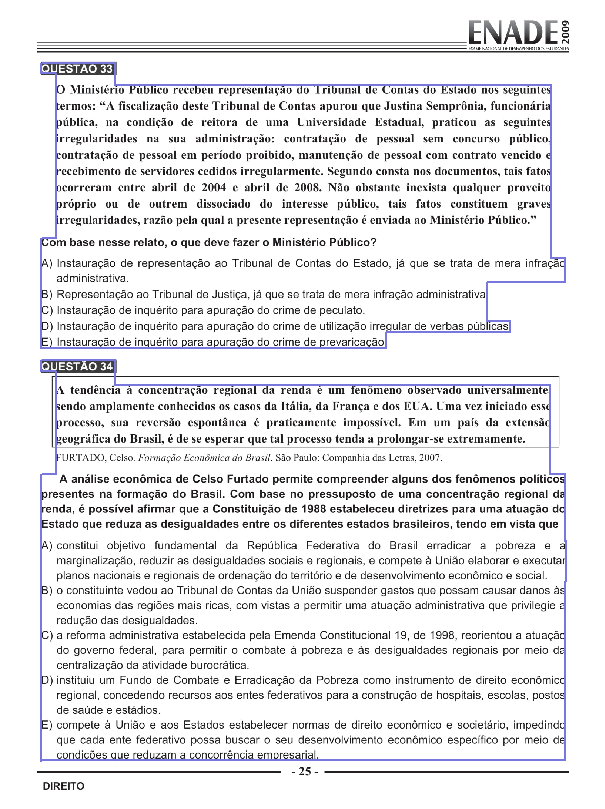 ENADE 2009
EXAME NACIONAL DE DESEMPENHO DOS ESTUDANTES
QUESTÃO 33
O Ministério Público recebeu representação do Tribunal de Contas do Estado nos seguintes
termos: “A fiscalização deste Tribunal de Contas apurou que Justina Semprônia, funcionária
pública, na condição de reitora de uma Universidade Estadual, praticou as seguintes
irregularidades na sua administração: contratação de pessoal sem concurso público,
contratação de pessoal em período proibido, manutenção de pessoal com contrato vencido e
recebimento de servidores cedidos irregularmente. Segundo consta nos documentos, tais fatos
ocorreram entre abril de 2004 e abril de 2008. Não obstante inexista qualquer proveito
próprio ou de outrem dissociado do interesse público, tais fatos constituem graves
irregularidades, razão pela qual a presente representação é enviada ao Ministério Público.”
Com base nesse relato, o que deve fazer o Ministério Público?
A) Instauração de representação ao Tribunal de Contas do Estado, já que se trata de mera infração
administrativa.
B) Representação ao Tribunal de Justiça, já que se trata de mera infração administrativa
C) Instauração de inquérito para apuração do crime de peculato.
D) Instauração de inquérito para apuração do crime de utilização irregular de verbas públicas.
E) Instauração de inquérito para apuração do crime de prevaricação.
QUESTÃO 34
A tendência à concentração regional da renda é um fenômeno observado universalmente,
sendo amplamente conhecidos os casos da Itália, da França e dos EUA. Uma vez iniciado esse
processo, sua reversão espontânea é praticamente impossível. Em um país da extensão
geográfica do Brasil, é de se esperar que tal processo tenda a prolongar-se extremamente.
FURTADO, Celso. Formação Econômica do Brasil. São Paulo: Companhia das Letras, 2007.
A análise econômica de Celso Furtado permite compreender alguns dos fenômenos políticos
presentes na formação do Brasil. Com base no pressuposto de uma concentração regional da
renda, é possível afirmar que a Constituição de 1988 estabeleceu diretrizes para uma atuação do
Estado que reduza as desigualdades entre os diferentes estados brasileiros, tendo em vista que
A) constitui objetivo fundamental da República Federativa do Brasil erradicar a pobreza e a
marginalização, reduzir as desigualdades sociais e regionais, e compete à União elaborar e executar
planos nacionais e regionais de ordenação do território e de desenvolvimento econômico e social.
B) o constituinte vedou ao Tribunal de Contas da União suspender gastos que possam causar danos às
economias das regiões mais ricas, com vistas a permitir uma atuação administrativa que privilegie a
redução das desigualdades.
C) a reforma administrativa estabelecida pela Emenda Constitucional 19, de 1998, reorientou a atuação
do governo federal, para permitir o combate à pobreza e às desigualdades regionais por meio da
centralização da atividade burocrática.
D) instituiu um Fundo de Combate e Erradicação da Pobreza como instrumento de direito econômico
regional, concedendo recursos aos entes federativos para a construção de hospitais, escolas, postos
de saúde e estádios.
E) compete à União e aos Estados estabelecer normas de direito econômico e societário, impedindo
que cada ente federativo possa buscar o seu desenvolvimento econômico específico por meio de
condições que reduzam a concorrência empresarial.
- 25 -
DIREITO